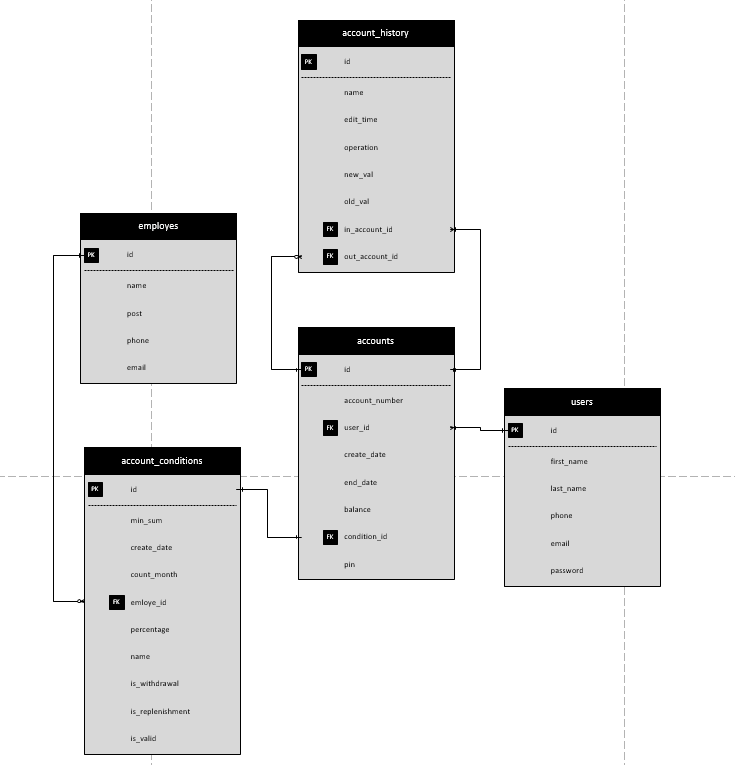 account_history
PK id
name
edit_time
operation
new_val
old_val
FK in_account_id
FK out_account_id
employes
PK id
name
post
phone
email
accounts
PK id
account_number
FK user_id
create_date
end_date
balance
FK condition_id
pin
users
PK id
first_name
last_name
phone
email
password
account_conditions
PK id
min_sum
create_date
count_month
FK emloye_id
percentage
name
is_withdrawal
is_replenishment
is_valid